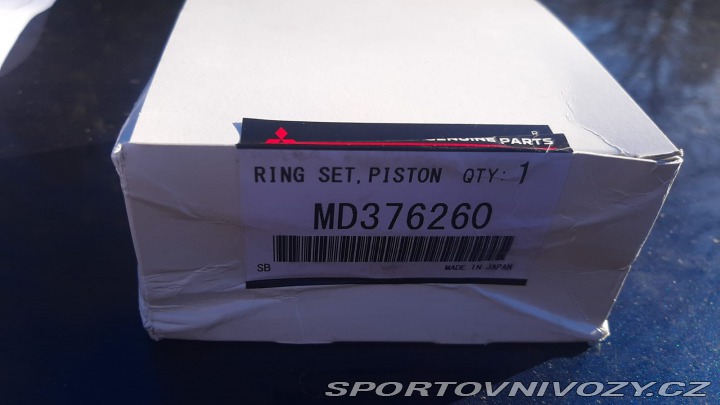 GENUINE PARTS R
RING SET, PISTON QTY: 1
MD376260
SB MADE IN JAPAN
SPORTOVNIVOZY.CZ